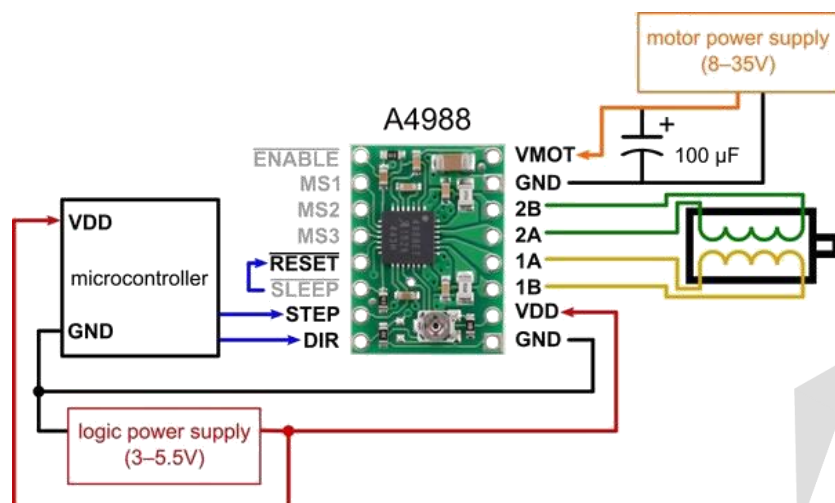 motor power supply
(8–35V)
A4988
ENABLE
VMOT
+
100 µF
MS1
GND
MS2
2B
VDD
MS3
2A
microcontroller
RESET
1A
SLEEP
1B
GND
STEP
VDD
DIR
GND
logic power supply
(3–5.5V)